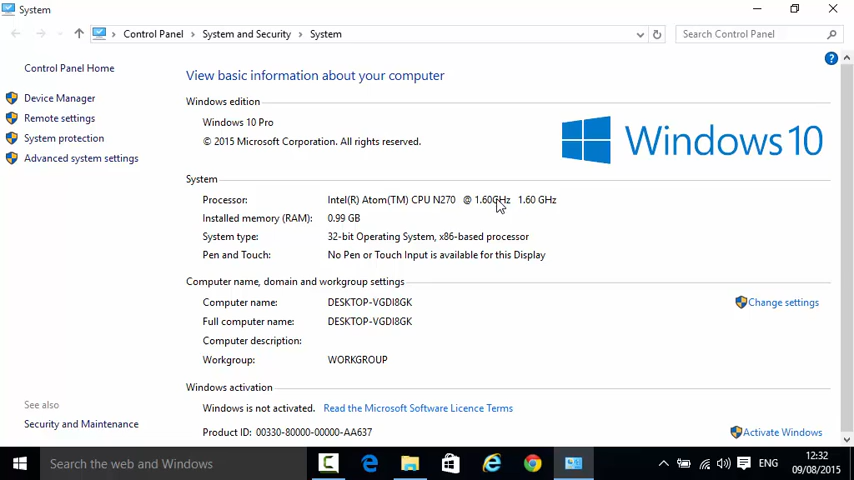 System
Control Panel > System and Security > System
Search Control Panel
Control Panel Home
Device Manager
Remote settings
System protection
Advanced system settings
View basic information about your computer
Windows edition
Windows 10 Pro
© 2015 Microsoft Corporation. All rights reserved.
Windows 10
System
Processor: Intel(R) Atom(TM) CPU N270 @ 1.60GHz 1.60 GHz
Installed memory (RAM): 0.99 GB
System type: 32-bit Operating System, x86-based processor
Pen and Touch: No Pen or Touch Input is available for this Display
Computer name, domain and workgroup settings
Computer name: DESKTOP-VGDI8GK
Change settings
Full computer name: DESKTOP-VGDI8GK
Computer description:
Workgroup: WORKGROUP
Windows activation
Windows is not activated. Read the Microsoft Software Licence Terms
Product ID: 00330-80000-00000-AA637
Activate Windows
See also
Security and Maintenance
Search the web and Windows
ENG
12:32
09/08/2015